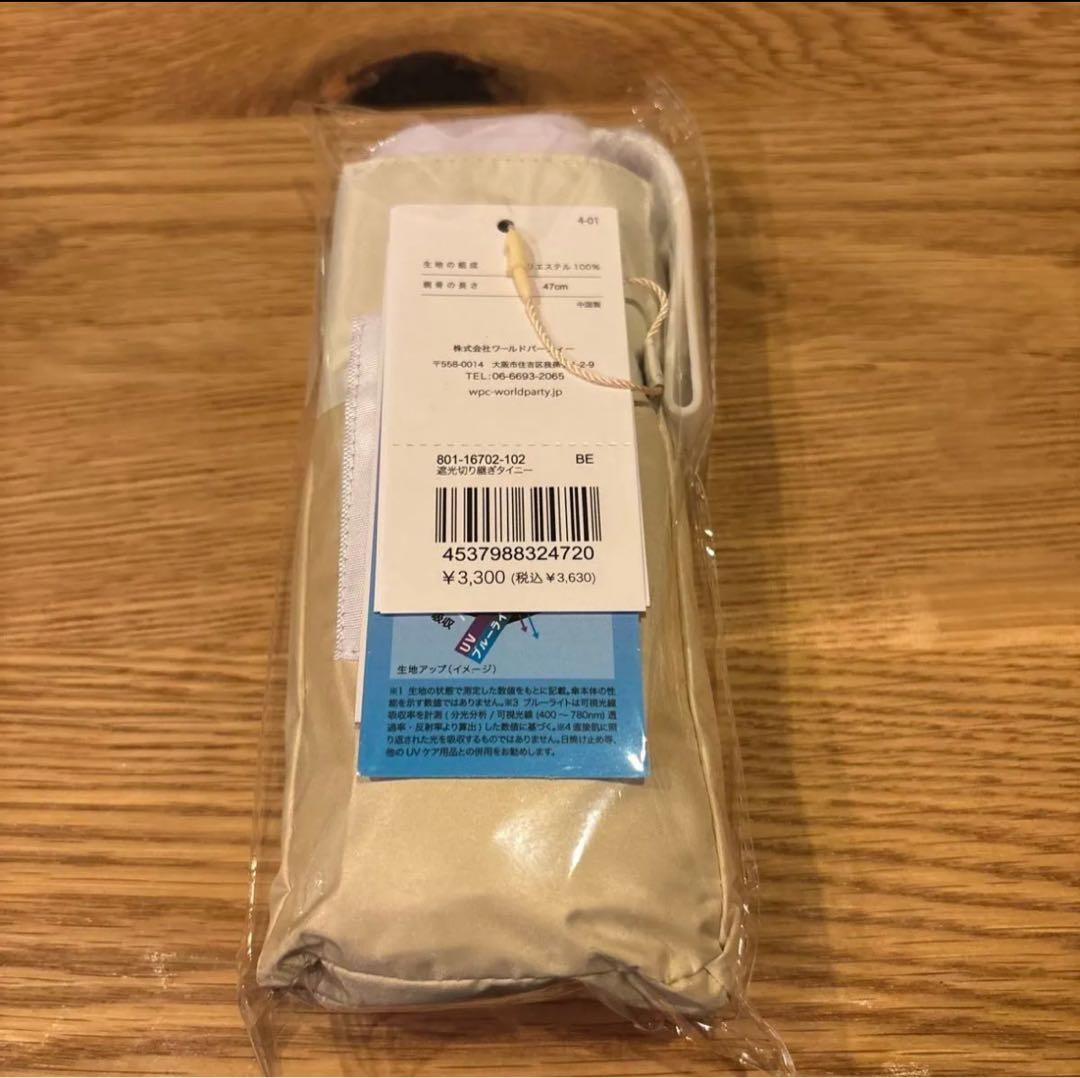 4-01
生地の組成
リエステル100%
親骨の長さ 47cm
中国製
株式会社ワールドパーティー
〒558-0014 大阪市住吉区我孫子 -2-9
TEL:06-6693-2065
wpc-worldparty.jp
801-16702-102 BE
遮光切り継ぎタイニー
4537988324720
¥3,300 (税込¥3,630)
吸収
UV
ブルーライ
生地アップ(イメージ)
※1 生地の状態で測定した数値をもとに記載。傘本体の性
能を示す数値ではありません。※3 ブルーライトは可視光線
吸収率を計測(分光分析/可視光線(400〜780nm)透
過率・反射率より算出)した数値に基づく。※4 直接肌に照
り返された光を吸収するものではありません。日焼け止め等、
他のUVケア用品との併用をお勧めします。